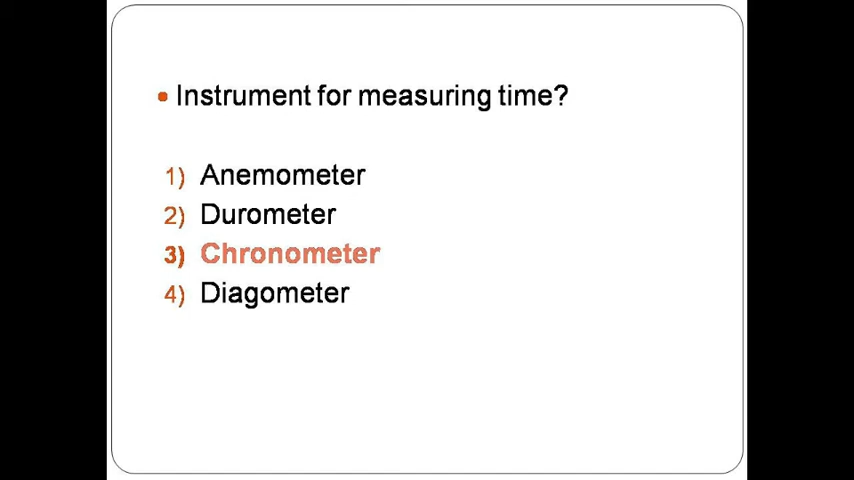 • Instrument for measuring time?
1) Anemometer
2) Durometer
3) Chronometer
4) Diagometer